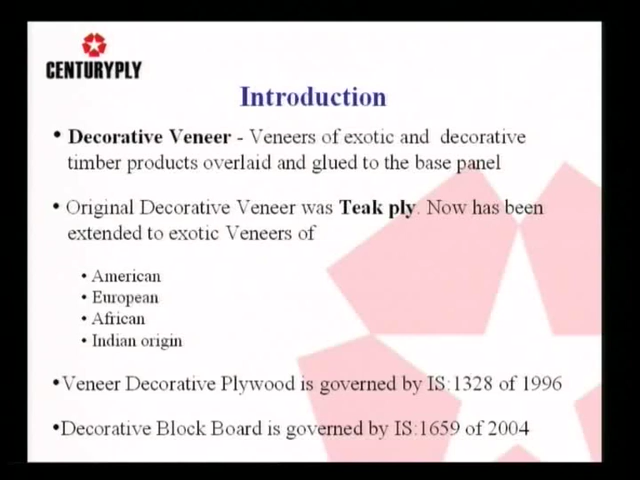 CENTURYPLY
Introduction
• Decorative Veneer - Veneers of exotic and decorative
timber products overlaid and glued to the base panel
• Original Decorative Veneer was Teak ply. Now has been
extended to exotic Veneers of
• American
• European
• African
• Indian origin
•Veneer Decorative Plywood is governed by IS:1328 of 1996
•Decorative Block Board is governed by IS:1659 of 2004